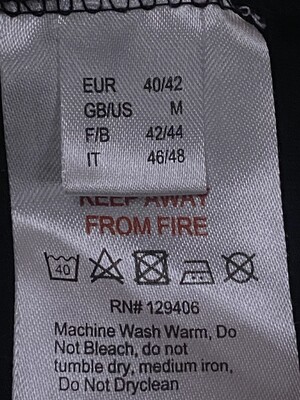 EUR 40/42
GB/US M
F/B 42/44
IT 46/48
KEEP AWAY
FROM FIRE
40
RN# 129406
Machine Wash Warm, Do
Not Bleach, do not
tumble dry, medium iron,
Do Not Dryclean